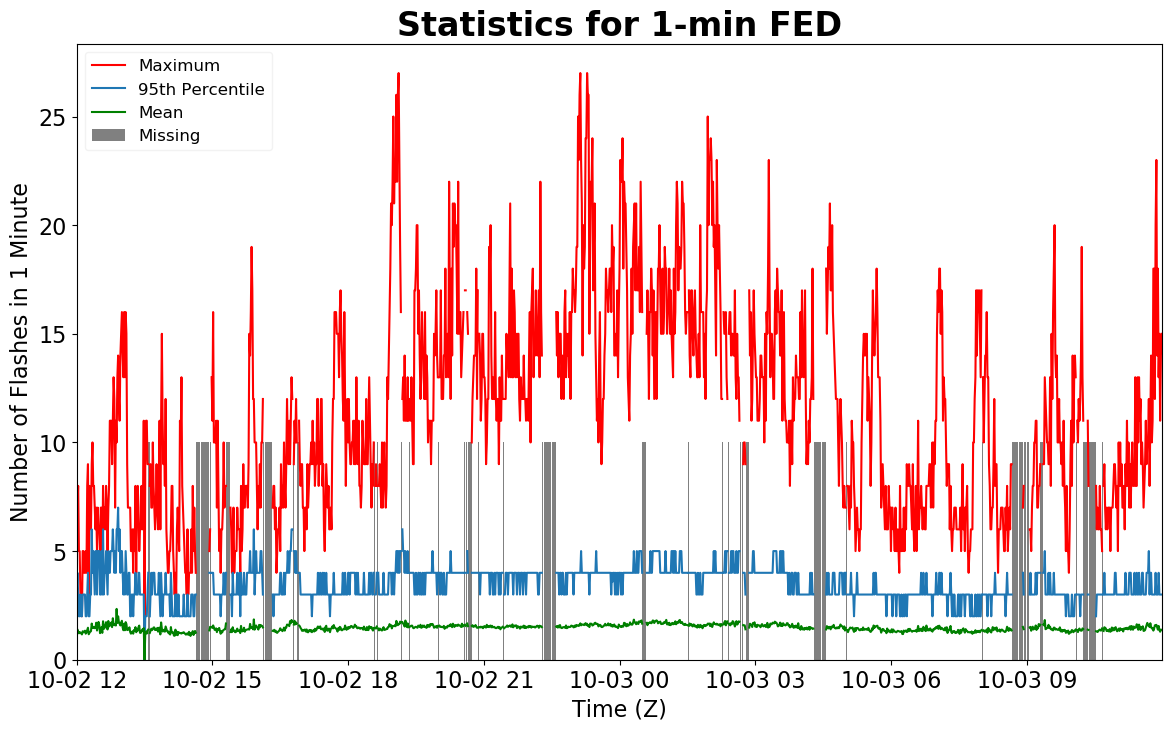 Statistics for 1-min FED
Maximum
95th Percentile
Mean
Missing
Number of Flashes in 1 Minute
25
20
15
10
5
0
10-02 12 10-02 15 10-02 18 10-02 21 10-03 00 10-03 03 10-03 06 10-03 09
Time (Z)